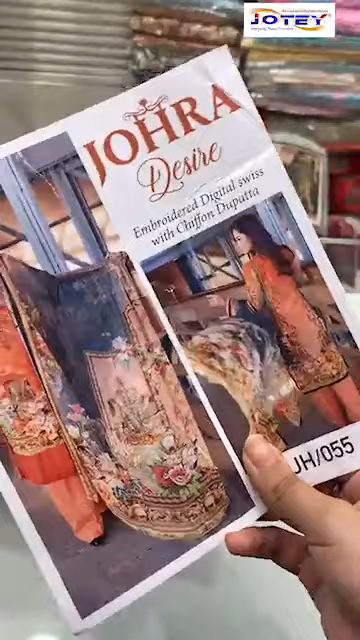 JOTEY
JOHRA
Desire
Embroidered Digital swiss
with Chiffon Dupatta
JH/055